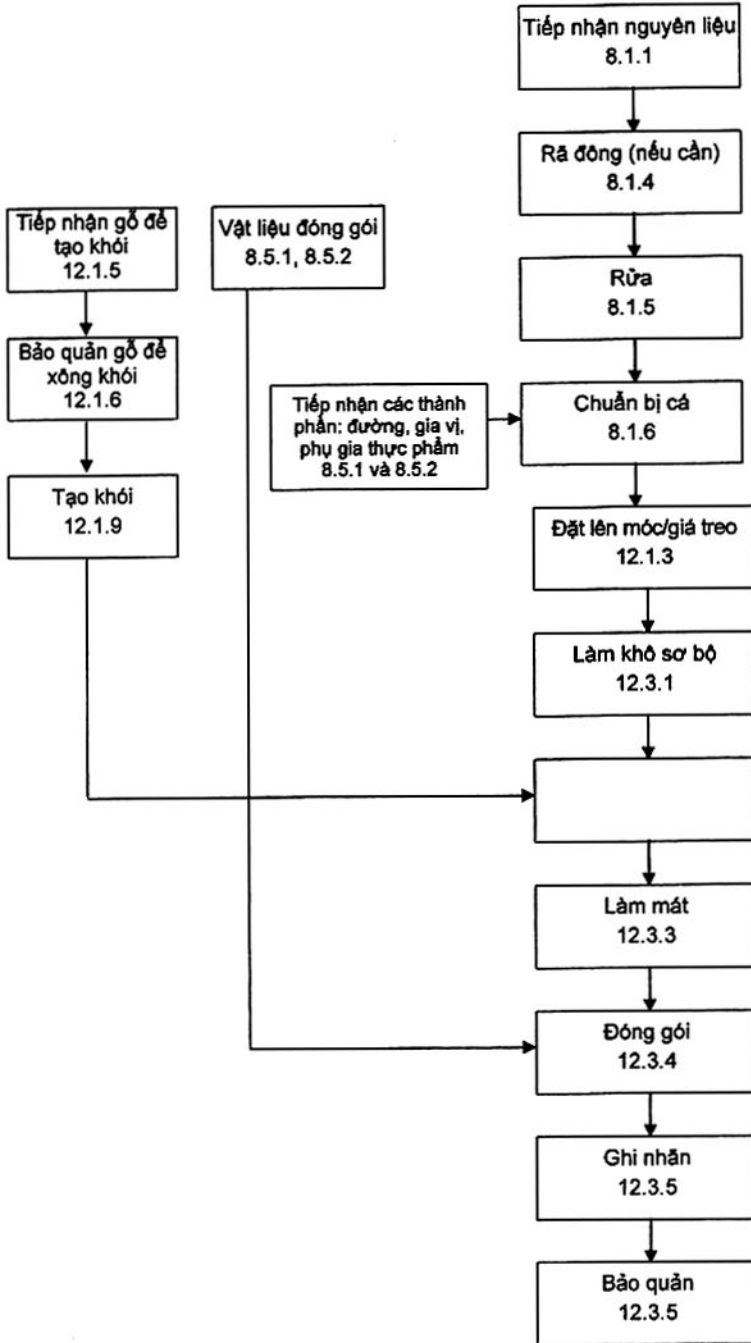 Tiếp nhận nguyên liệu
8.1.1
Rã đông (nếu cần)
8.1.4
Tiếp nhận gỗ để
tạo khói
12.1.5
Vật liệu đóng gói
8.5.1, 8.5.2
Rửa
8.1.5
Bảo quản gỗ để
xông khói
12.1.6
Tiếp nhận các thành
phần: đường, gia vị,
phụ gia thực phẩm
8.5.1 và 8.5.2
Chuẩn bị cá
8.1.6
Tạo khói
12.1.9
Đặt lên móc/giá treo
12.1.3
Làm khô sơ bộ
12.3.1
Làm mát
12.3.3
Đóng gói
12.3.4
Ghi nhãn
12.3.5
Bảo quản
12.3.5